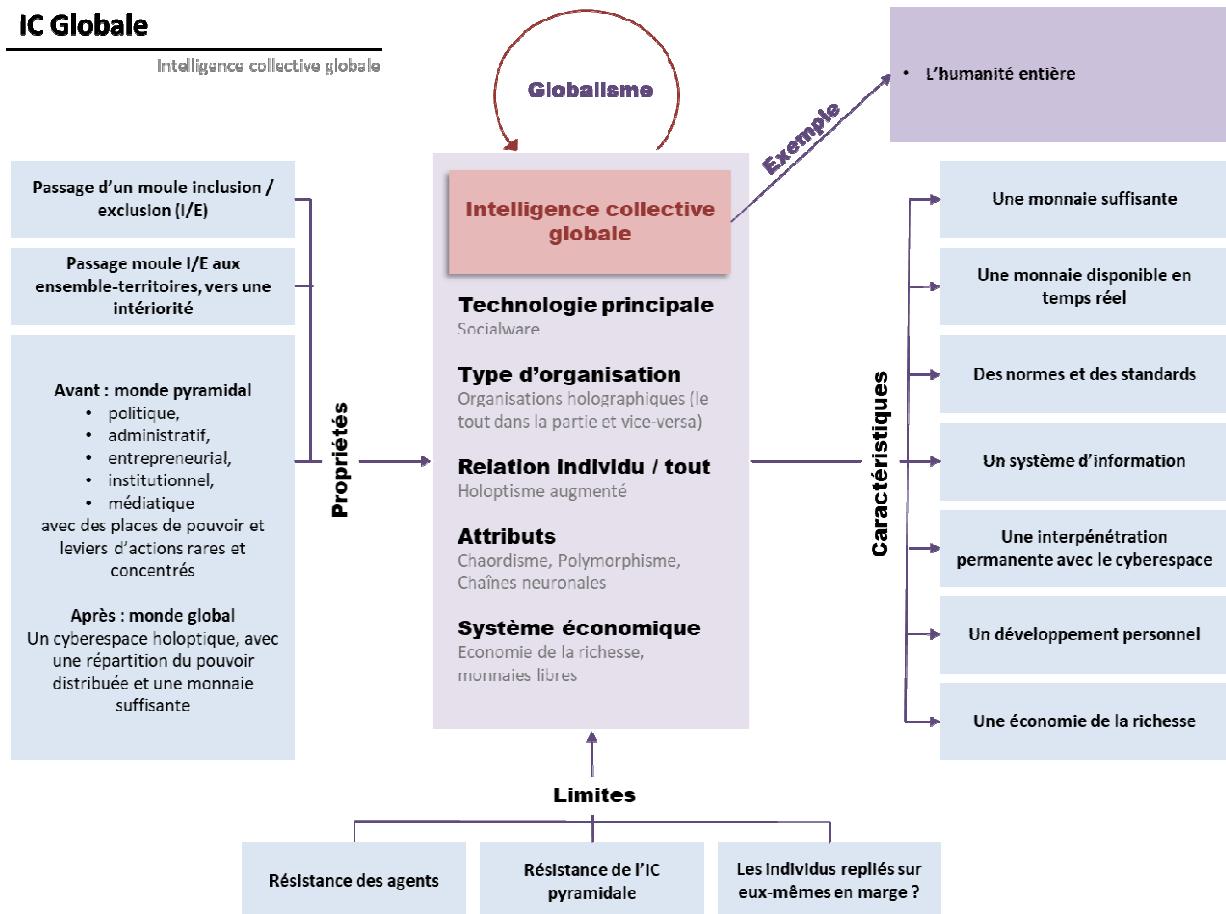 IC Globale
Intelligence collective globale
Globalisme
Exemple
• L’humanité entière
Passage d’un moule inclusion /
exclusion (I/E)
Passage moule I/E aux
ensemble-territoires, vers une
intériorité
Avant : monde pyramidal
• politique,
• administratif,
• entrepreneurial,
• institutionnel,
• médiatique
avec des places de pouvoir et
leviers d’actions rares et
concentrés
Après : monde global
Un cyberespace holoptique, avec
une répartition du pouvoir
distribuée et une monnaie
suffisante
Propriétés
Intelligence collective
globale
Technologie principale
Socialware
Type d’organisation
Organisations holographiques (le
tout dans la partie et vice-versa)
Relation individu / tout
Holoptisme augmenté
Attributs
Chaordisme, Polymorphisme,
Chaînes neuronales
Système économique
Economie de la richesse,
monnaies libres
Caractéristiques
Une monnaie suffisante
Une monnaie disponible en
temps réel
Des normes et des standards
Un système d’information
Une interpénétration
permanente avec le cyberespace
Un développement personnel
Une économie de la richesse
Limites
Résistance des agents
Résistance de l’IC
pyramidale
Les individus repliés sur
eux-mêmes en marge ?